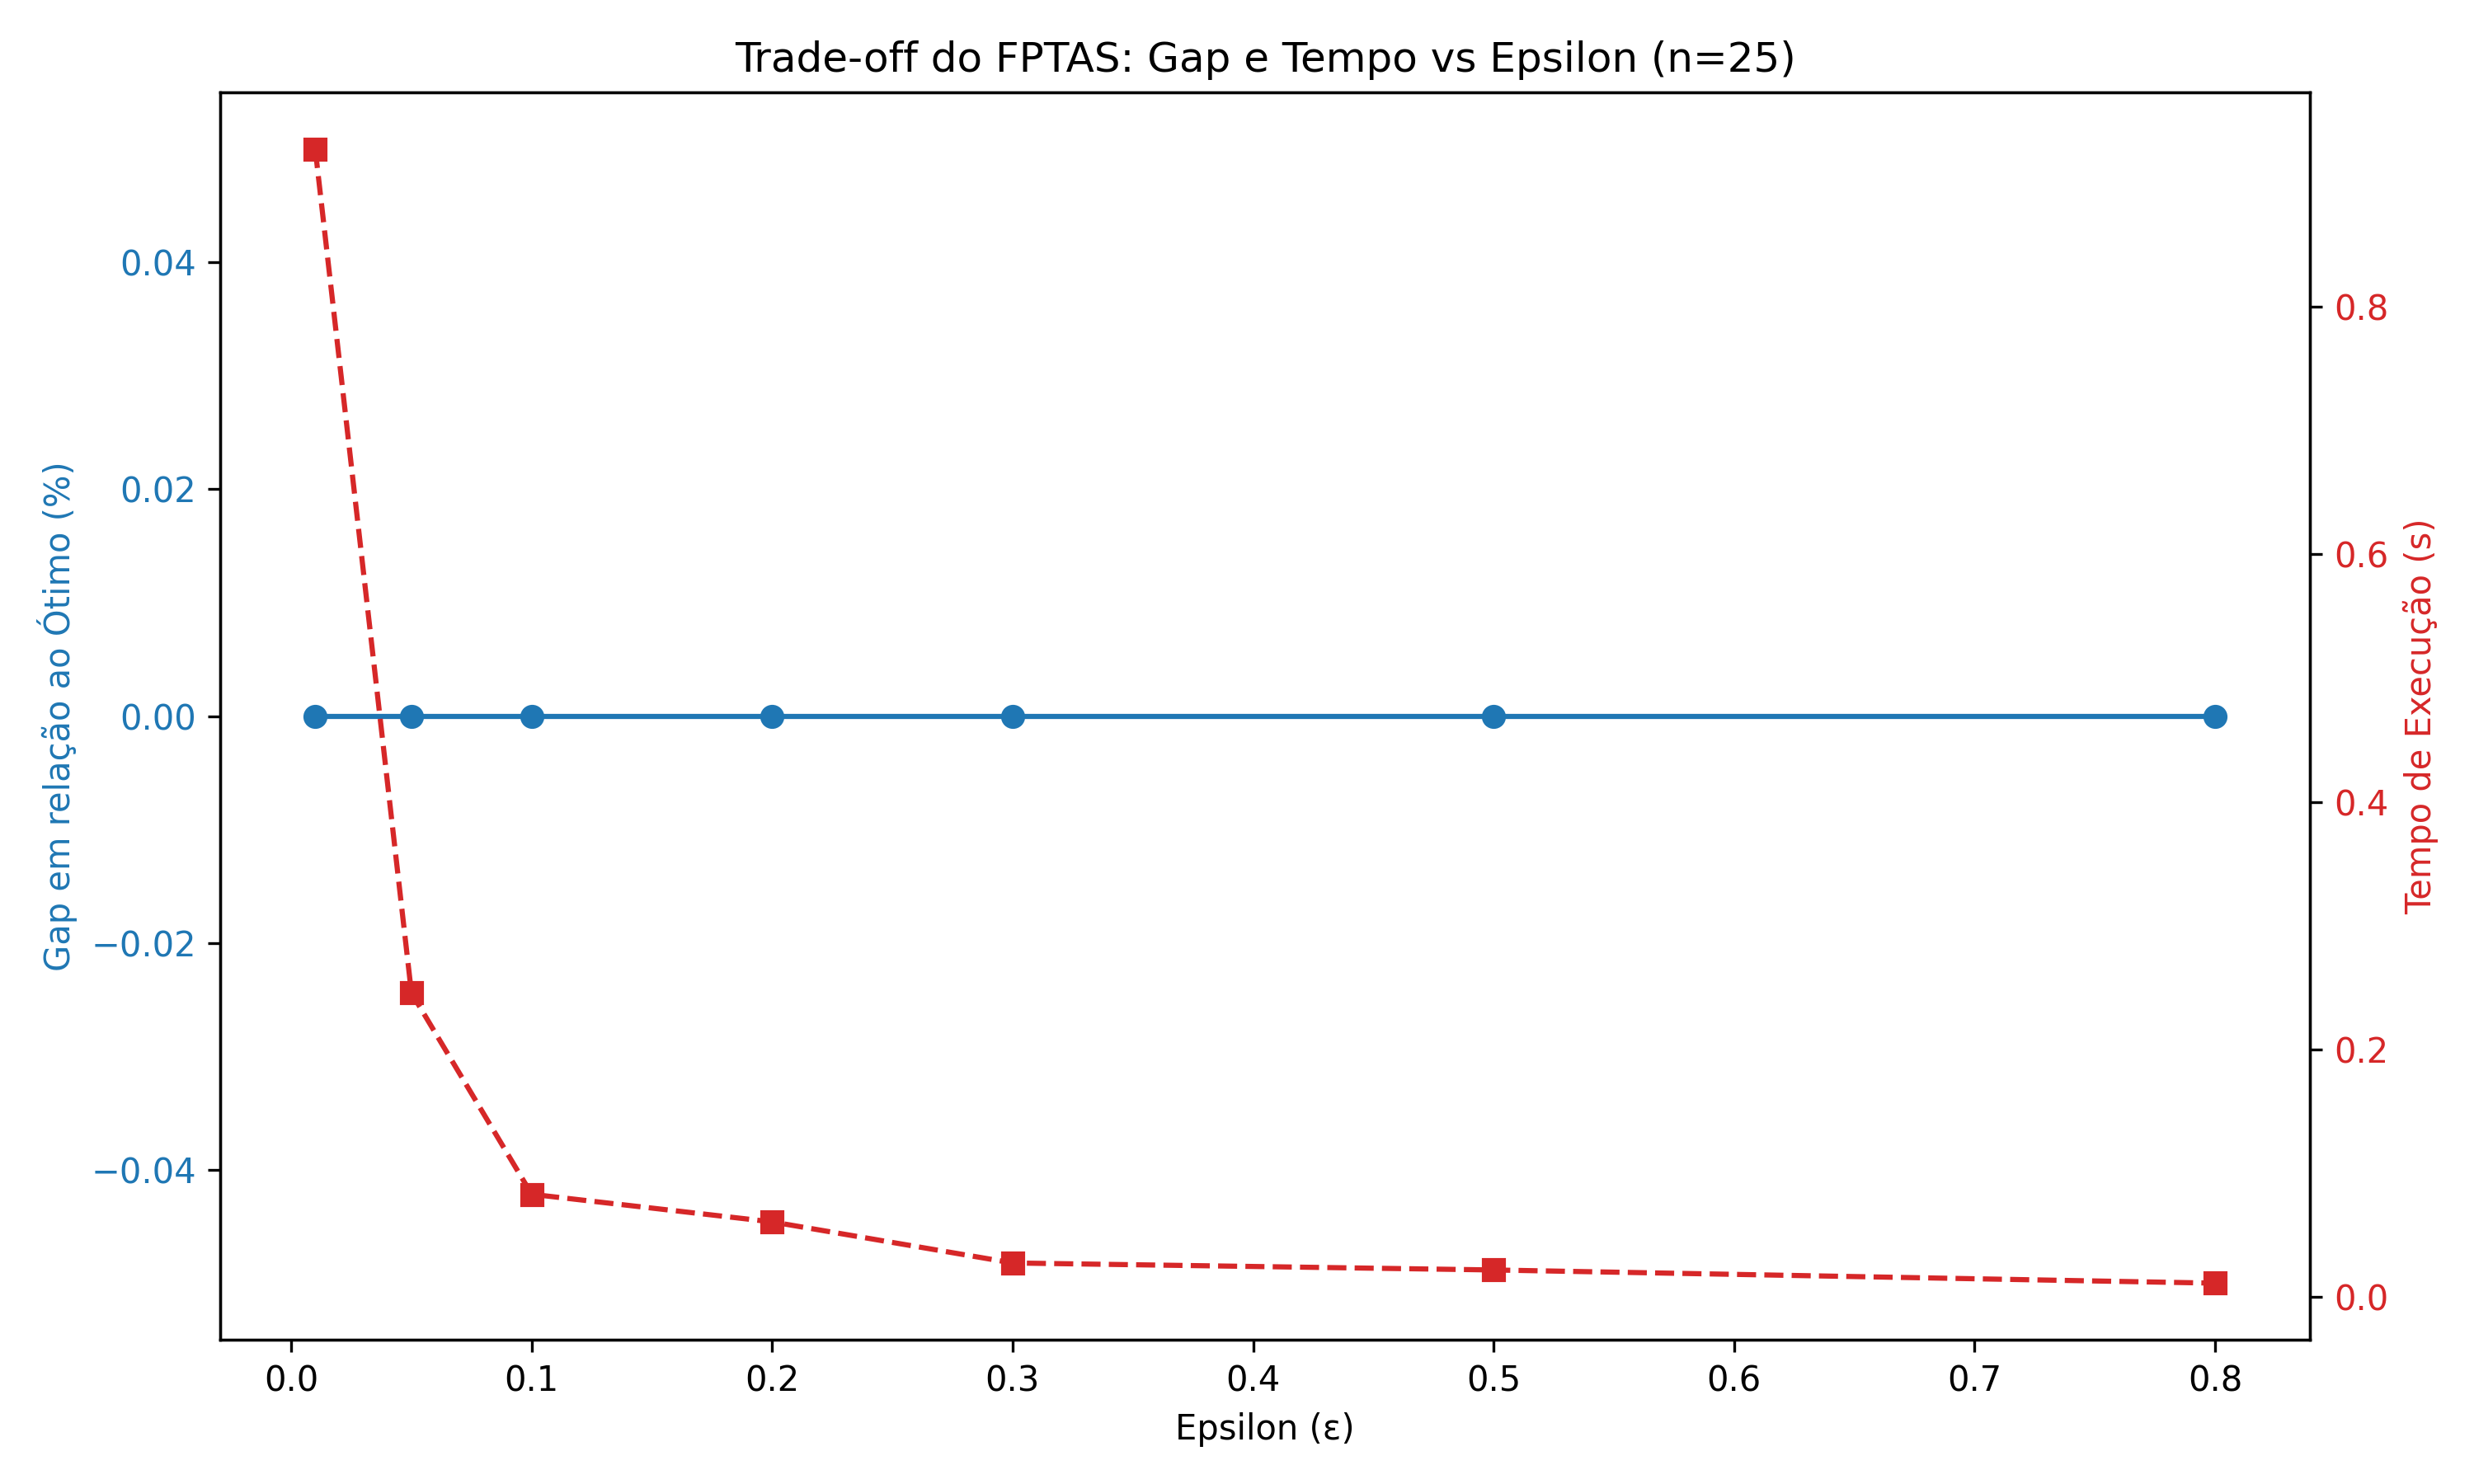 Trade-off do FPTAS: Gap e Tempo vs Epsilon (n=25)
Gap em relação ao Ótimo (%)
0.04
0.02
0.00
−0.02
−0.04
0.8
0.6
0.4
0.2
0.0
Tempo de Execução (s)
0.0 0.1 0.2 0.3 0.4 0.5 0.6 0.7 0.8
Epsilon (ε)